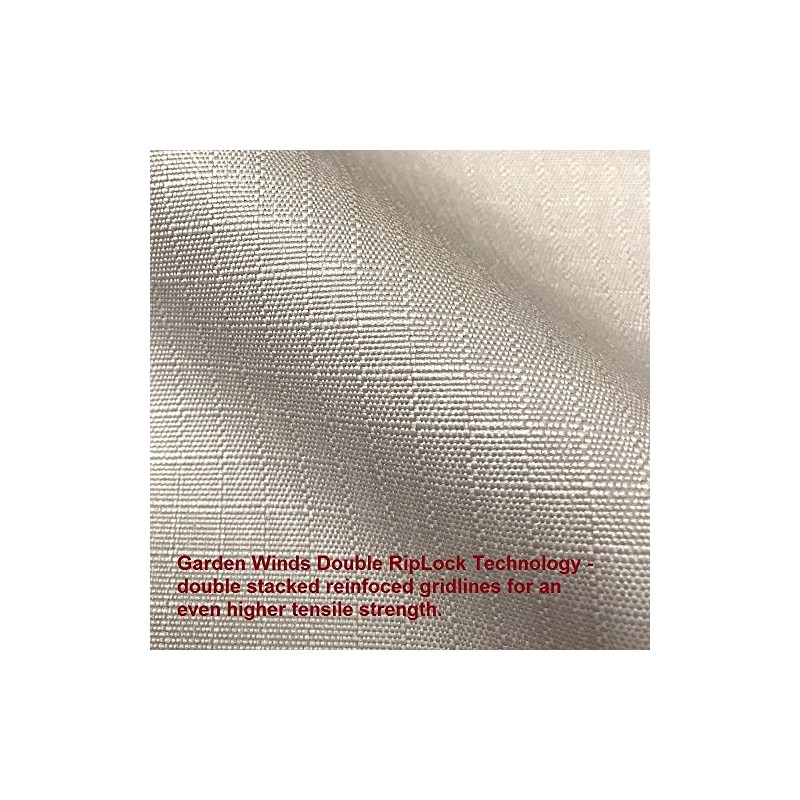 Garden Winds Double RipLock Technology -
double stacked reinfoced gridlines for an
even higher tensile strength.